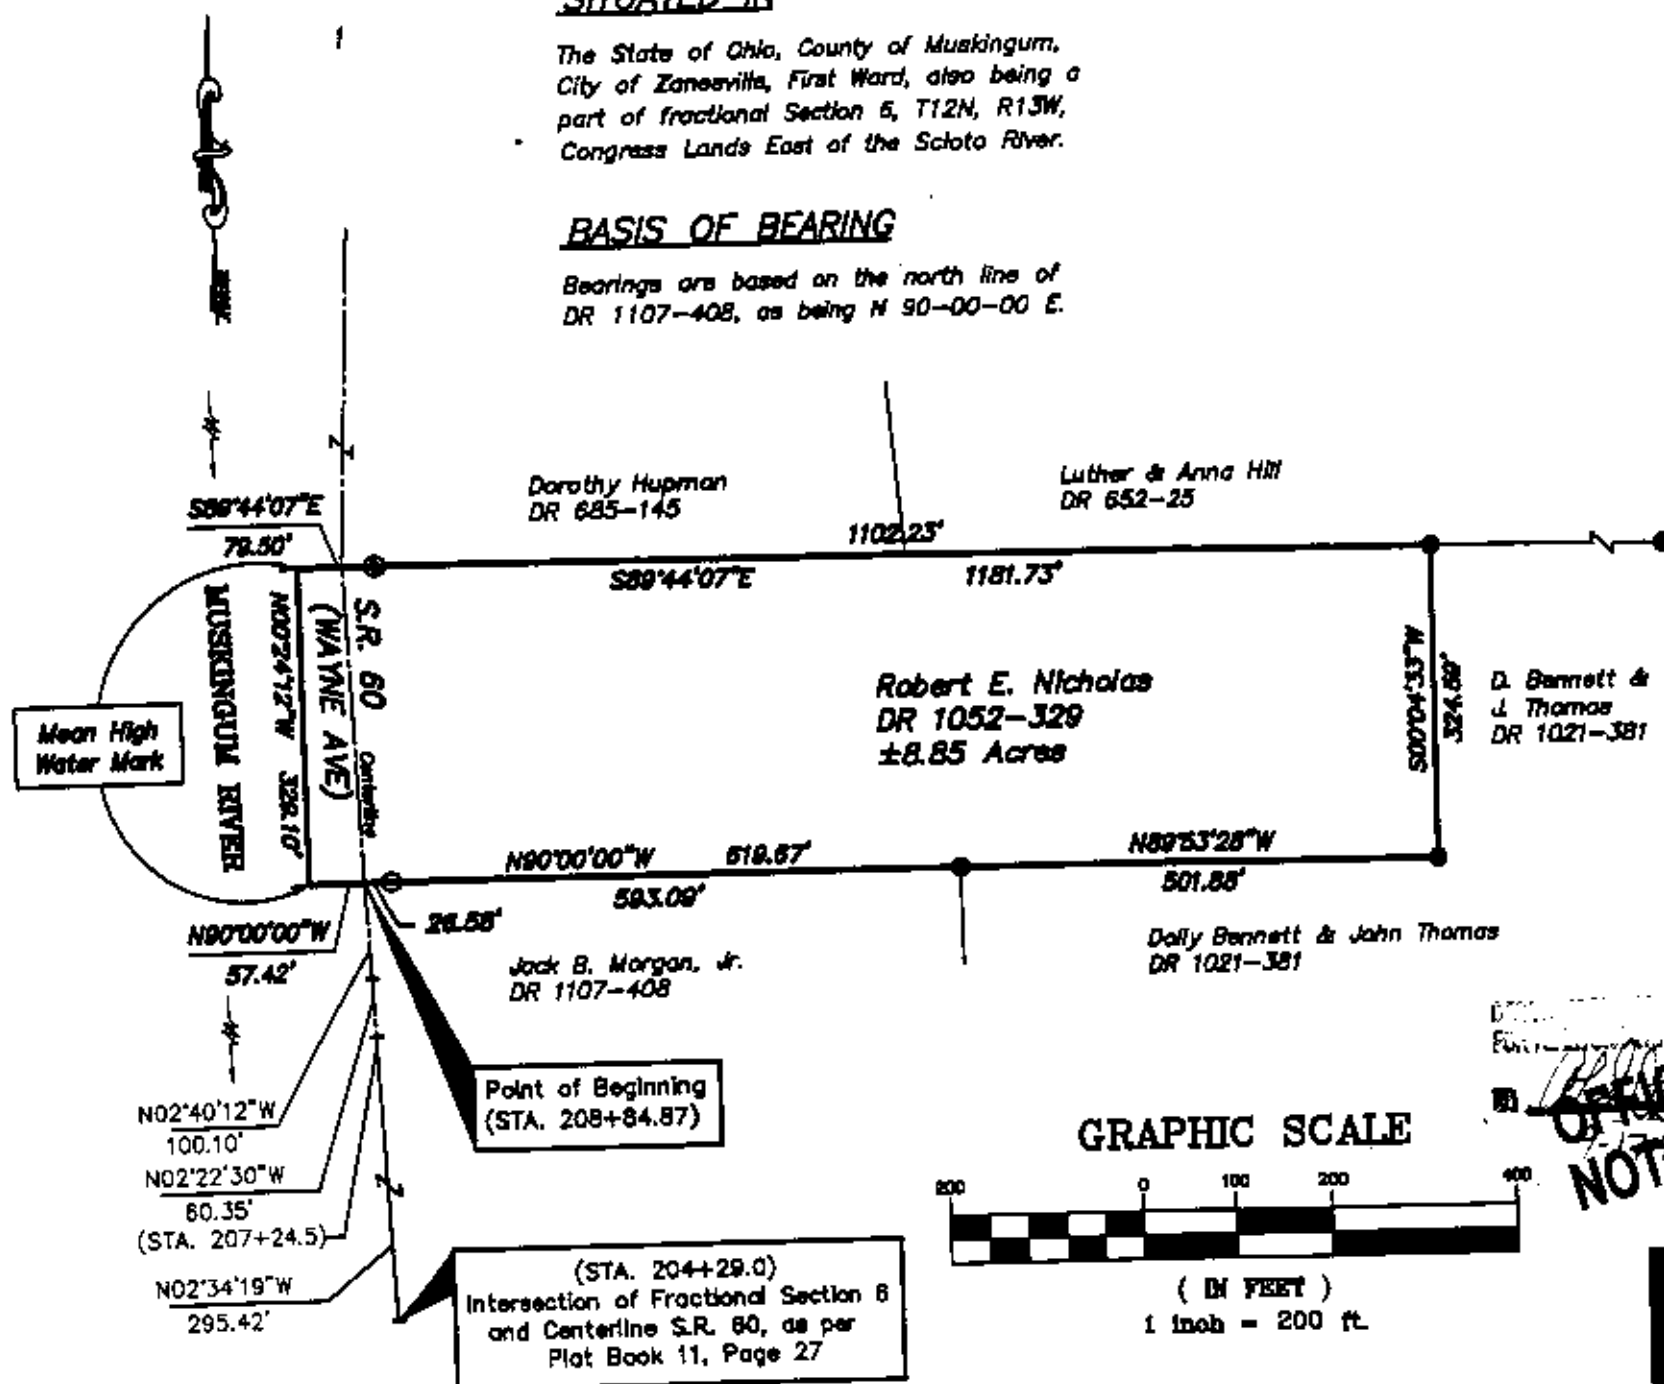 SITUATED IN
The State of Ohio, County of Muskingum,
City of Zanesville, First Ward, also being a
part of fractional Section 6, T12N, R13W,
Congress Lands East of the Scioto River.
BASIS OF BEARING
Bearings are based on the north line of
DR 1107-408, as being N 90-00-00 E.
Dorothy Hupman
DR 685-145
Luther & Anna Hill
DR 652-25
S89°44'07"E
79.50'
1102.23'
S89°44'07"E
1181.73'
MUSKINGUM RIVER
N00°24'12"W 329.10'
(WAYNE AVE)
S.R. 60
Centerline
Mean High
Water Mark
Robert E. Nicholas
DR 1052-329
±8.85 Acres
S00°04'33"W
324.69'
D. Bennett &
J. Thomas
DR 1021-381
N90°00'00"W
619.67'
593.09'
26.58'
N89°53'28"W
501.88'
N90°00'00"W
57.42'
Jack B. Morgan, Jr.
DR 1107-408
Dolly Bennett & John Thomas
DR 1021-381
Point of Beginning
(STA. 208+84.87)
N02°40'12"W
100.10'
N02°22'30"W
60.35'
(STA. 207+24.5)
N02°34'19"W
295.42'
(STA. 204+29.0)
Intersection of Fractional Section 6
and Centerline S.R. 60, as per
Plat Book 11, Page 27
GRAPHIC SCALE
200 0 100 200 400
( IN FEET )
1 inch = 200 ft.
NOT